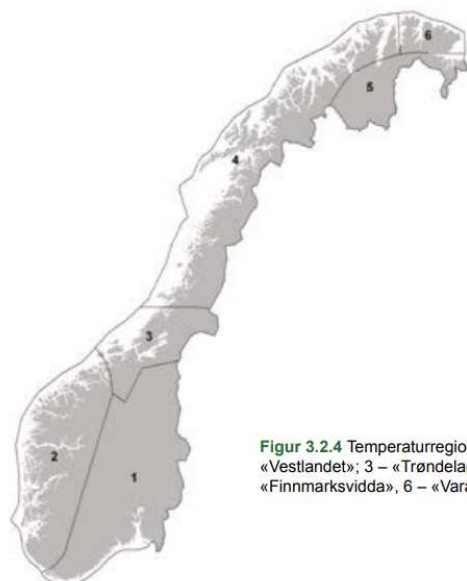 6
5
4
3
2
1
Figur 3.2.4 Temperaturregio
«Vestlandet»; 3 – «Trøndela
«Finnmarksvidda», 6 – «Vara